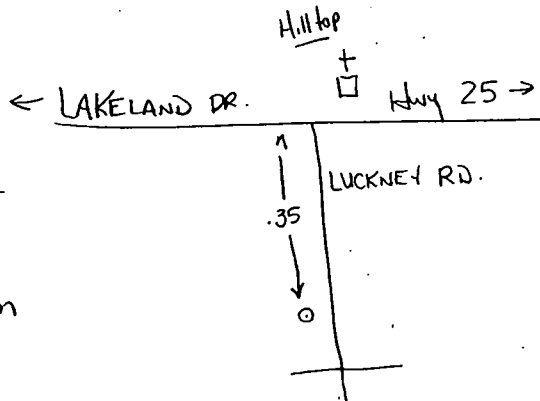 Hilltop
← LAKELAND DR. Hwy 25 →
LUCKNEY RD.
.35